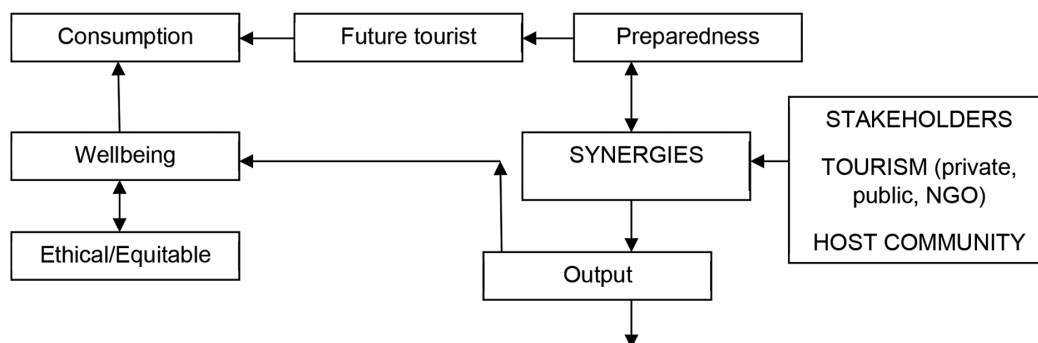 Consumption
Future tourist
Preparedness
Wellbeing
SYNERGIES
STAKEHOLDERS
TOURISM (private,
public, NGO)
HOST COMMUNITY
Ethical/Equitable
Output